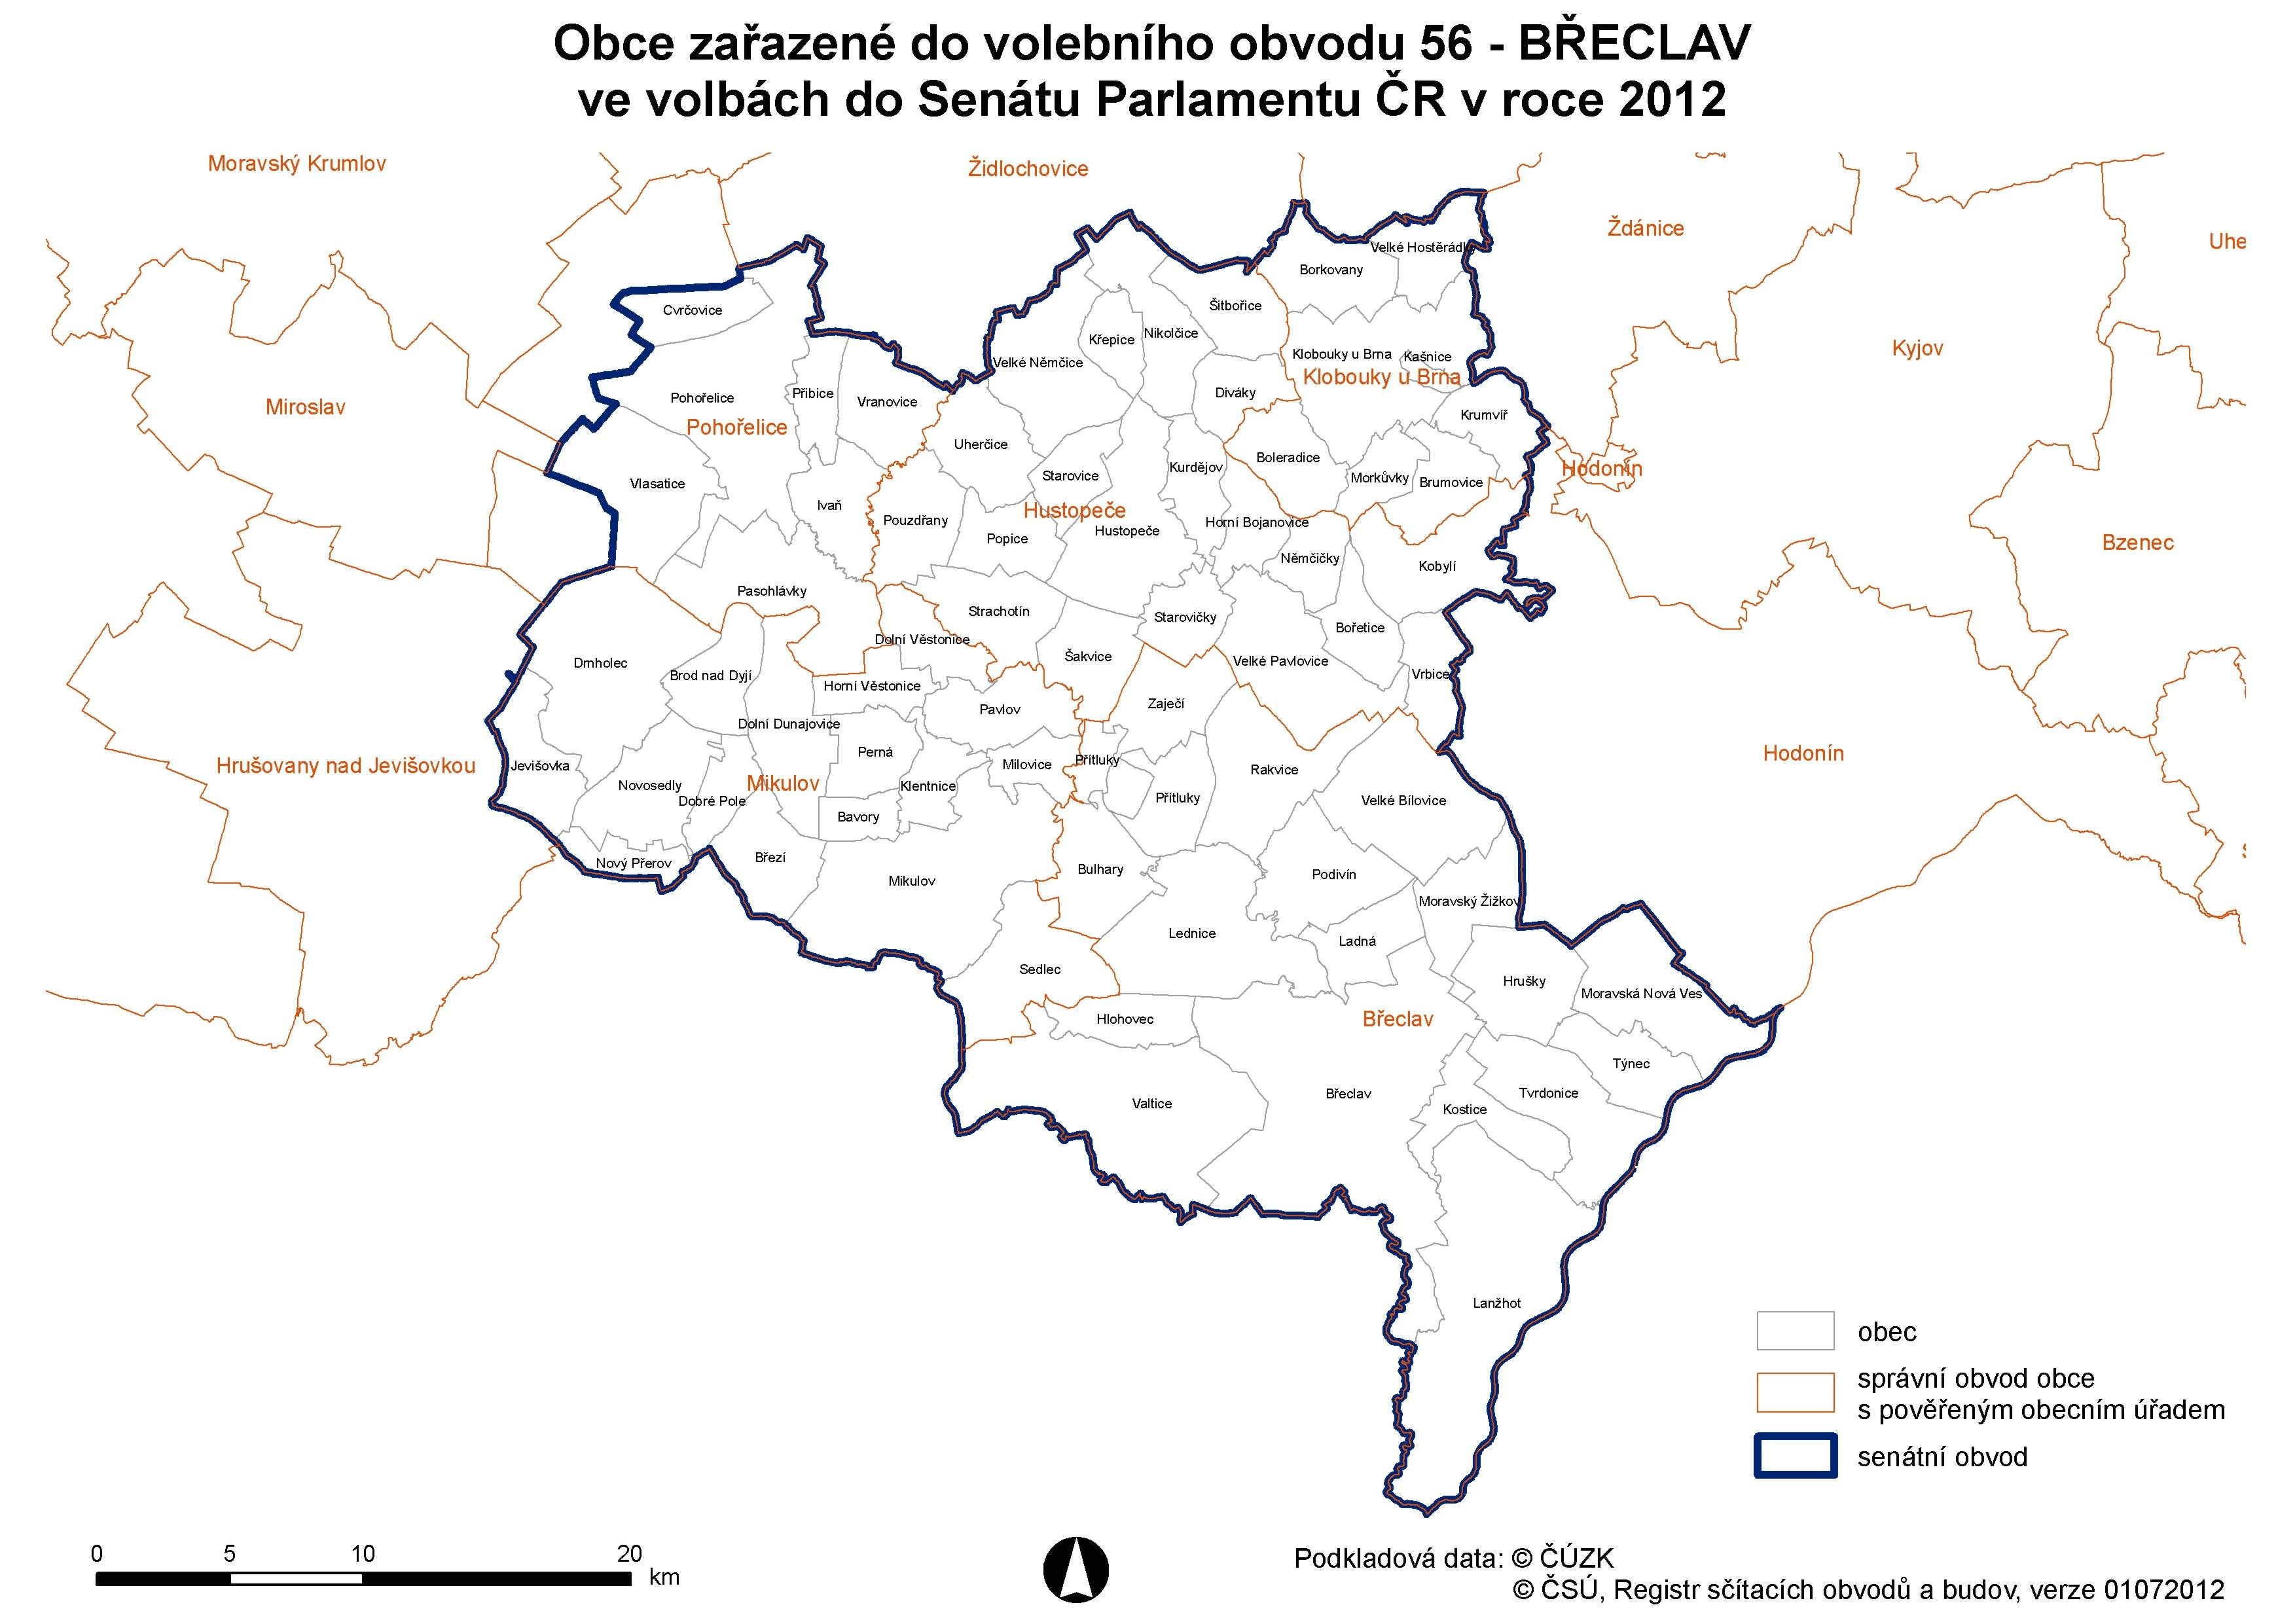 Obce zařazené do volebního obvodu 56 - BŘECLAV
ve volbách do Senátu Parlamentu ČR v roce 2012
Moravský Krumlov
Židlochovice
Ždánice
Uhe
Velké Hostěrádky
Borkovany
Cvrčovice
Šitbořice
Nikolčice
Křepice
Kyjov
Klobouky u Brna
Kašnice
Velké Němčice
Klobouky u Brna
Přibice
Diváky
Pohořelice
Vranovice
Miroslav
Krumvíř
Pohořelice
Uherčice
Boleradice
Kurdějov
Hodonín
Starovice
Morkůvky
Brumovice
Vlasatice
Ivaň
Hustopeče
Pouzdřany
Horní Bojanovice
Hustopeče
Popice
Bzenec
Němčičky
Kobylí
Pasohlávky
Strachotín
Starovičky
Bořetice
Dolní Věstonice
Šakvice
Velké Pavlovice
Drnholec
Brod nad Dyjí
Vrbice
Horní Věstonice
Zaječí
Pavlov
Dolní Dunajovice
Perná
Hodonín
Přítluky
Milovice
Hrušovany nad Jevišovkou
Jevišovka
Rakvice
Mikulov
Novosedly
Klentnice
Přítluky
Dobré Pole
Velké Bílovice
Bavory
Březí
Nový Přerov
Bulhary
Podivín
Mikulov
Moravský Žižkov
Lednice
Ladná
Sedlec
Hrušky
Moravská Nová Ves
Hlohovec
Břeclav
Týnec
Břeclav
Tvrdonice
Valtice
Kostice
Lanžhot
obec
správní obvod obce
s pověřeným obecním úřadem
senátní obvod
0 5 10 20
km
Podkladová data: © ČÚZK
© ČSÚ, Registr sčítacích obvodů a budov, verze 01072012